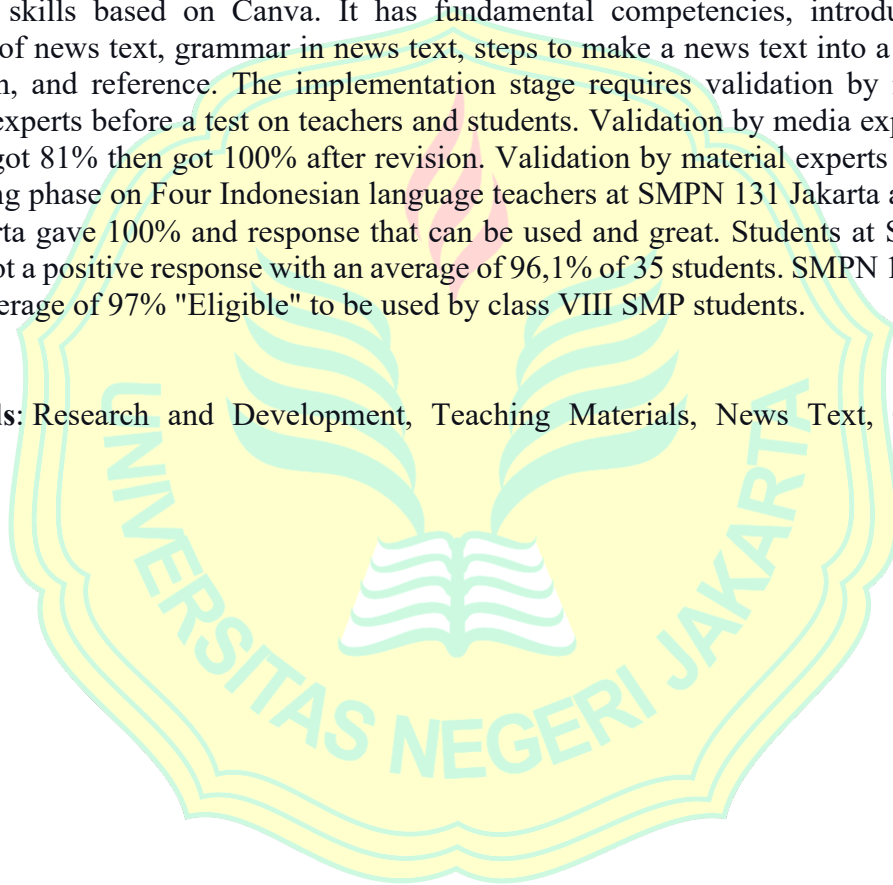 skills based on Canva. It has fundamental competencies, introdu
of news text, grammar in news text, steps to make a news text into a
, and reference. The implementation stage requires validation by
experts before a test on teachers and students. Validation by media exp
got 81% then got 100% after revision. Validation by material experts
phase on Four Indonesian language teachers at SMPN 131 Jakarta a
rta gave 100% and response that can be used and great. Students at S
ot a positive response with an average of 96,1% of 35 students. SMPN 1
erage of 97% "Eligible" to be used by class VIII SMP students.
ls: Research and Development, Teaching Materials, News Text,
UNIVERSITAS NEGERI JAKARTA